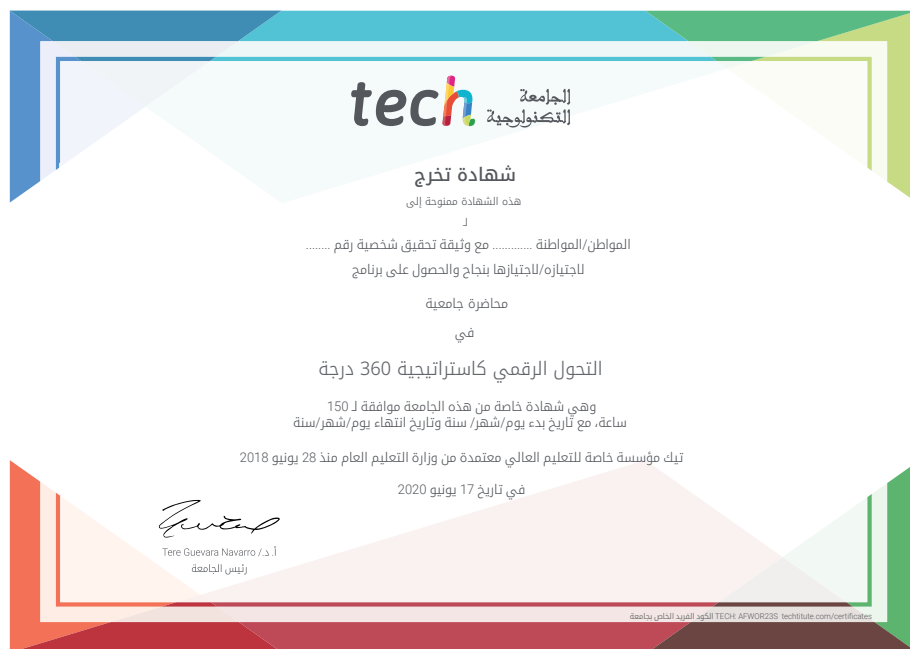 tech الجامعة
التكنولوجية
شهادة تخرج
هذه الشهادة ممنوحة إلى
لـ
المواطن/المواطنة ............. مع وثيقة تحقيق شخصية رقم ........
لاجتيازه/لاجتيازها بنجاح والحصول على برنامج
محاضرة جامعية
في
التحول الرقمي كاستراتيجية 360 درجة
وهي شهادة خاصة من هذه الجامعة موافقة لـ 150
ساعة، مع تاريخ بدء يوم/شهر/ سنة وتاريخ انتهاء يوم/شهر/سنة
تيك مؤسسة خاصة للتعليم العالي معتمدة من وزارة التعليم العام منذ 28 يونيو 2018
في تاريخ 17 يونيو 2020
أ. د./ Tere Guevara Navarro
رئيس الجامعة
الكود الفريد الخاص بجامعة TECH: AFWOR23S techtitute.com/certificates